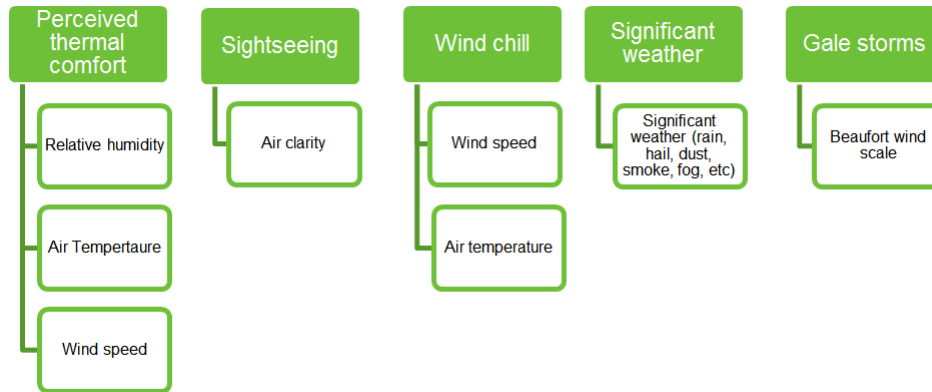 Perceived
thermal
comfort
Relative humidity
Air Tempertaure
Wind speed
Sightseeing
Air clarity
Wind chill
Wind speed
Air temperature
Significant
weather
Significant
weather (rain,
hail, dust,
smoke, fog, etc)
Gale storms
Beaufort wind
scale